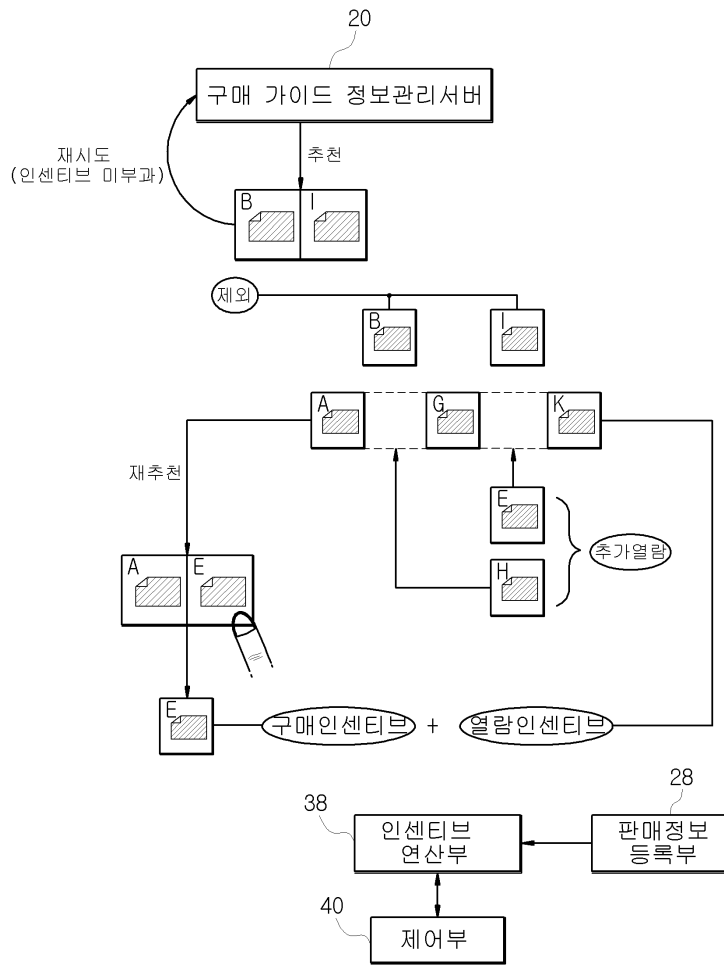 20
구매 가이드 정보관리서버
추천
재시도
(인센티브 미부과)
B I
제외
B I
A G K
재추천
E
추가열람
H
A E
E
구매인센티브 + 열람인센티브
28
38
인센티브
연산부
판매정보
등록부
40
제어부